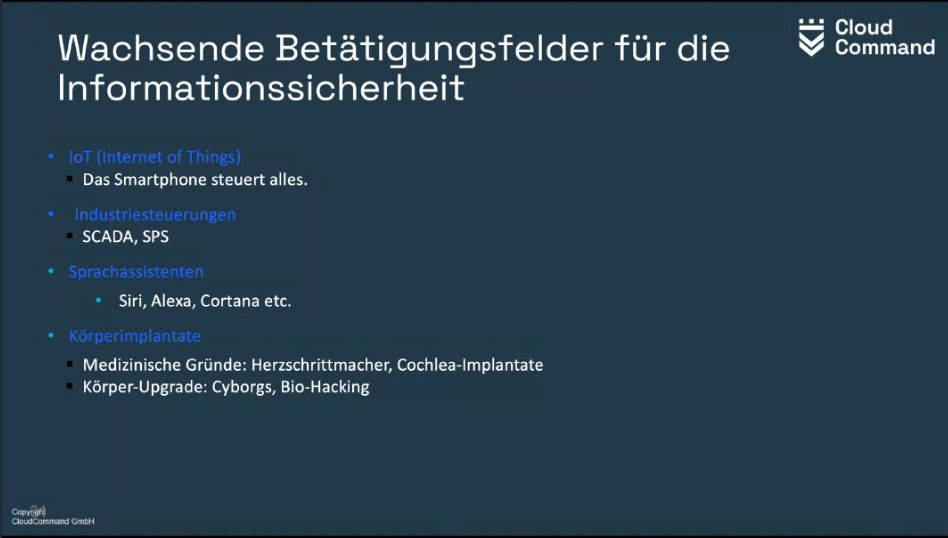 Wachsende Betätigungsfelder für die
Informationssicherheit
Cloud
Command
• IoT (Internet of Things)
▪ Das Smartphone steuert alles.
• Industriesteuerungen
▪ SCADA, SPS
• Sprachassistenten
• Siri, Alexa, Cortana etc.
• Körperimplantate
▪ Medizinische Gründe: Herzschrittmacher, Cochlea-Implantate
▪ Körper-Upgrade: Cyborgs, Bio-Hacking
Copyright
CloudCommand GmbH